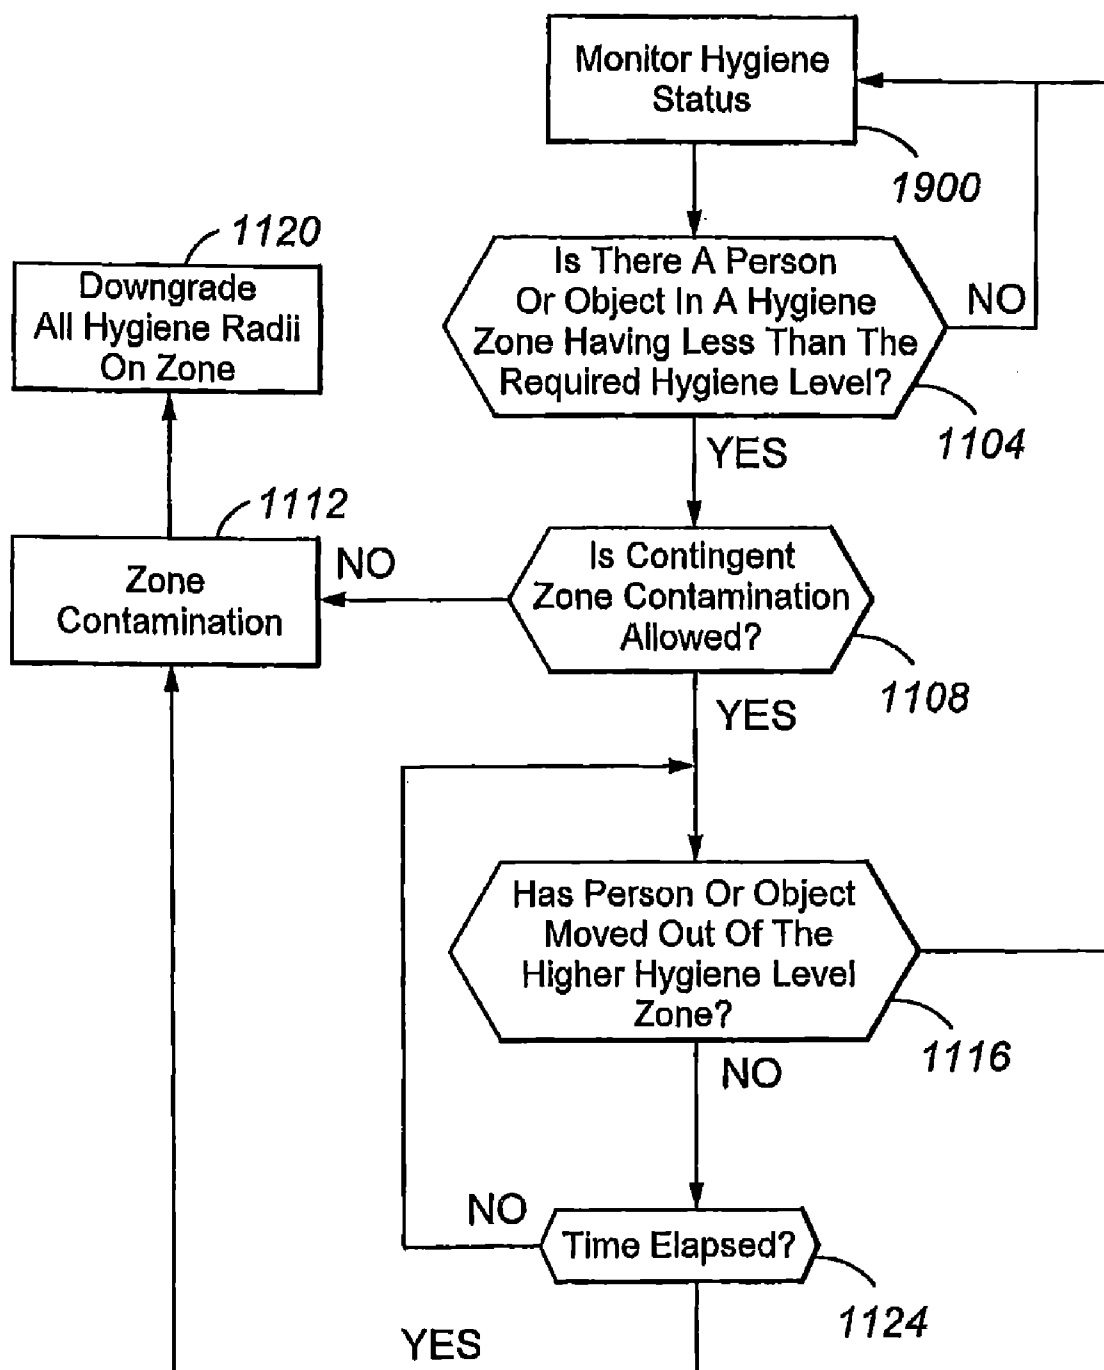 Monitor Hygiene
Status
1900
1120
Downgrade
All Hygiene Radii
On Zone
Is There A Person
Or Object In A Hygiene
Zone Having Less Than The
Required Hygiene Level?
NO
1104
YES
1112
Zone
Contamination
NO
Is Contingent
Zone Contamination
Allowed?
1108
YES
Has Person Or Object
Moved Out Of The
Higher Hygiene Level
Zone?
1116
NO
NO
Time Elapsed?
1124
YES